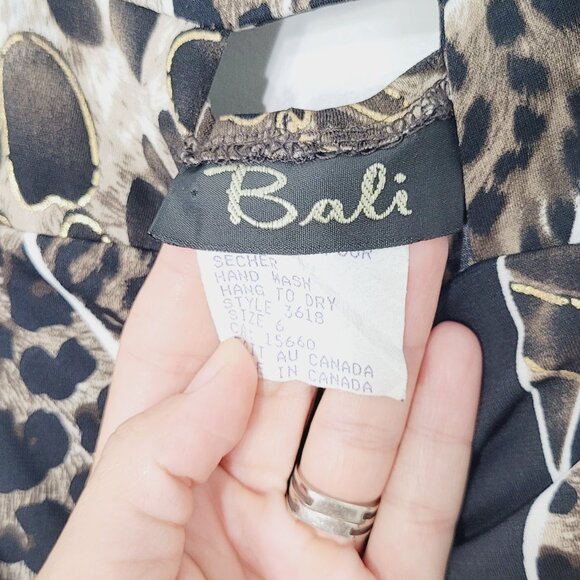 Bali
SECHER
HAND WASH
HANG TO DRY
STYLE 3618
SIZE 6
CA: 15660
AU CANADA
IN CANADA